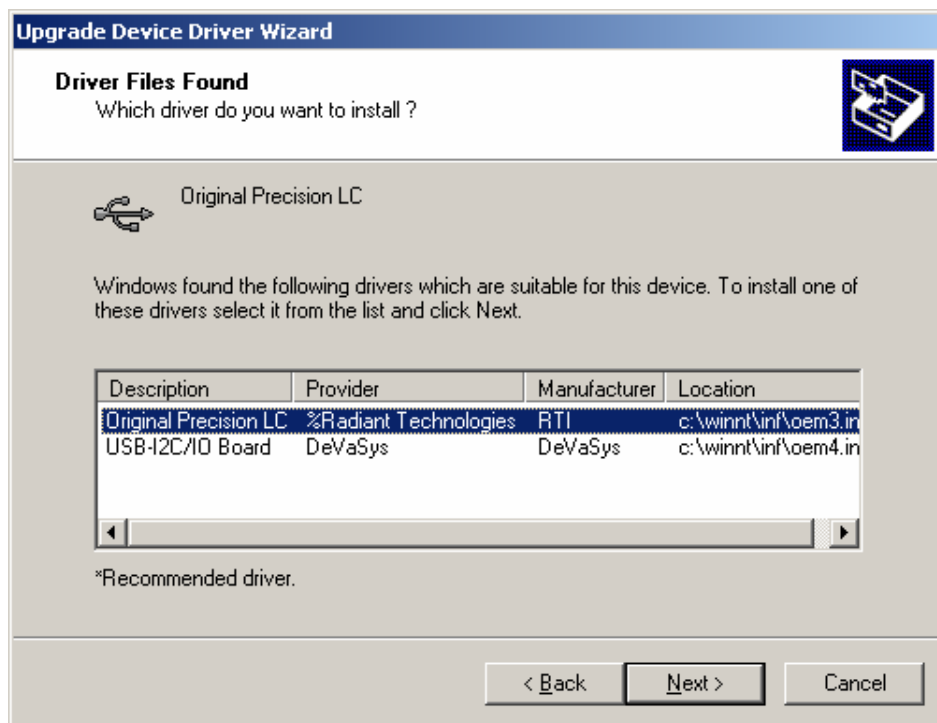 Upgrade Device Driver Wizard
Driver Files Found
Which driver do you want to install ?
Original Precision LC
Windows found the following drivers which are suitable for this device. To install one of
these drivers select it from the list and click Next.
Description Provider Manufacturer Location
Original Precision LC %Radiant Technologies RTI c:\winnt\inf\oem3.in
USB-I2C/IO Board DeVaSys DeVaSys c:\winnt\inf\oem4.in
*Recommended driver.
< Back Next > Cancel